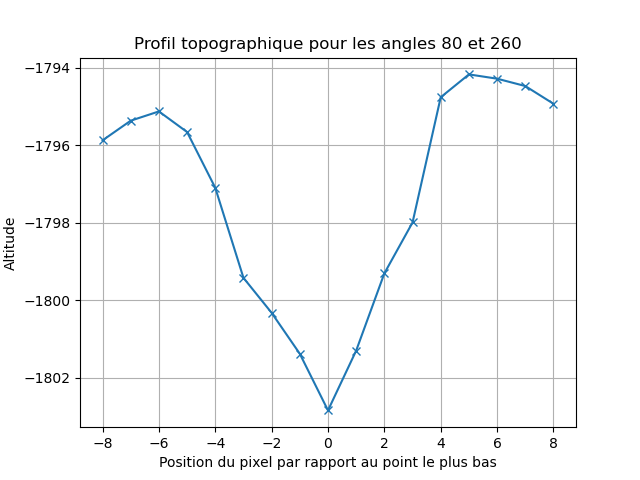 Profil topographique pour les angles 80 et 260
−1794
−1796
−1798
−1800
−1802
Altitude
−8 −6 −4 −2 0 2 4 6 8
Position du pixel par rapport au point le plus bas